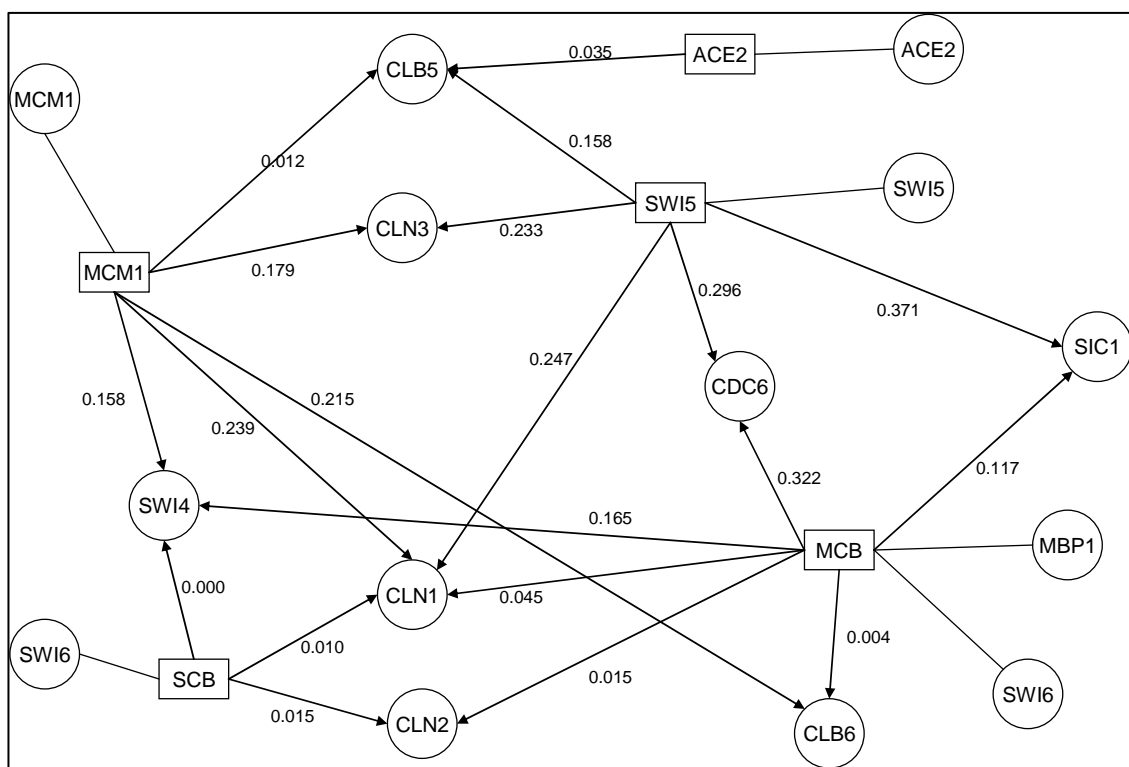 0.035
ACE2
ACE2
CLB5
MCM1
0.158
0.012
SWI5
SWI5
CLN3
0.233
MCM1
0.179
0.296
0.371
SIC1
0.247
CDC6
0.215
0.158
0.239
0.117
0.322
SWI4
0.165
MCB
MBP1
0.000
CLN1
0.045
0.004
0.010
SWI6
SCB
0.015
0.015
SWI6
CLN2
CLB6